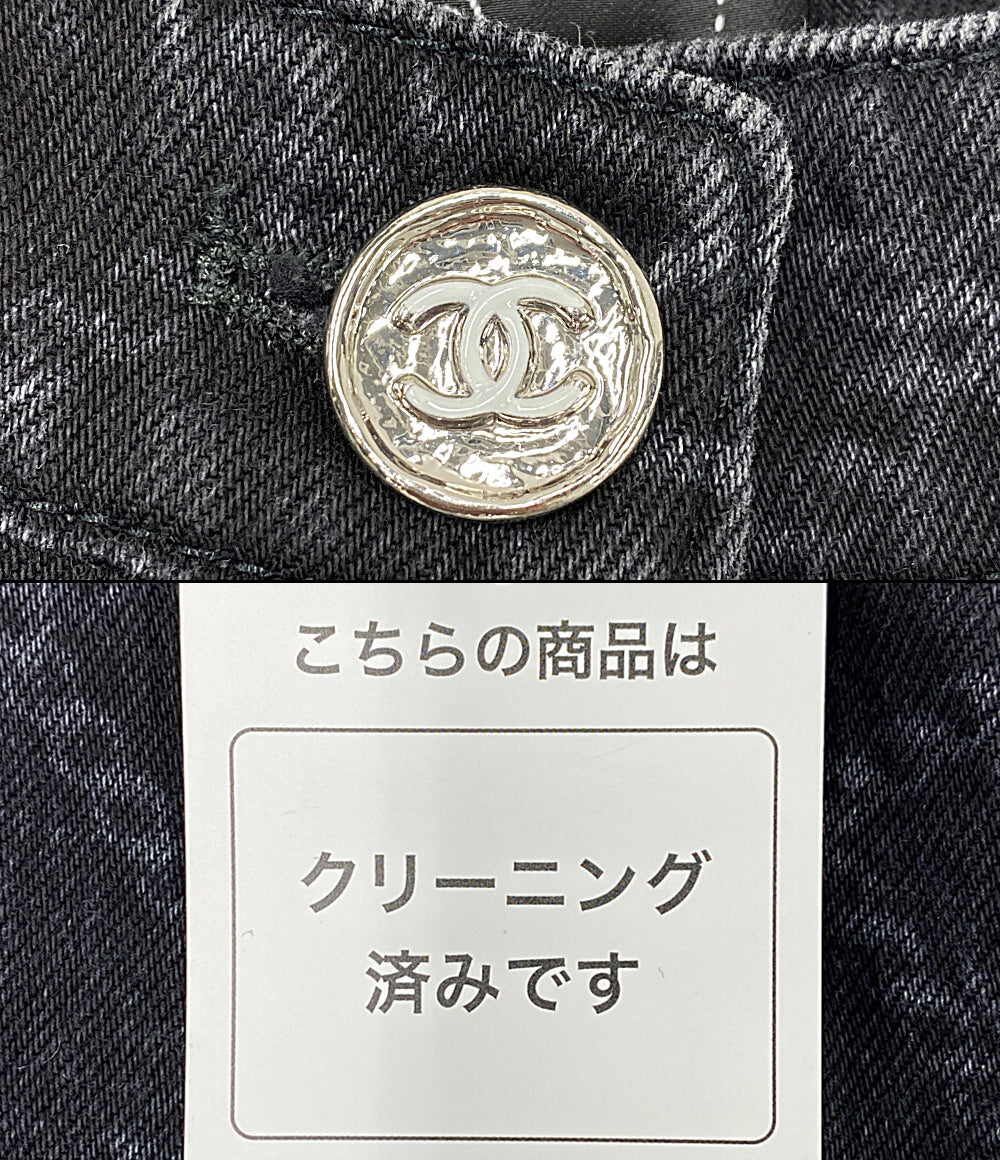 こちらの商品は
クリーニング
済みです